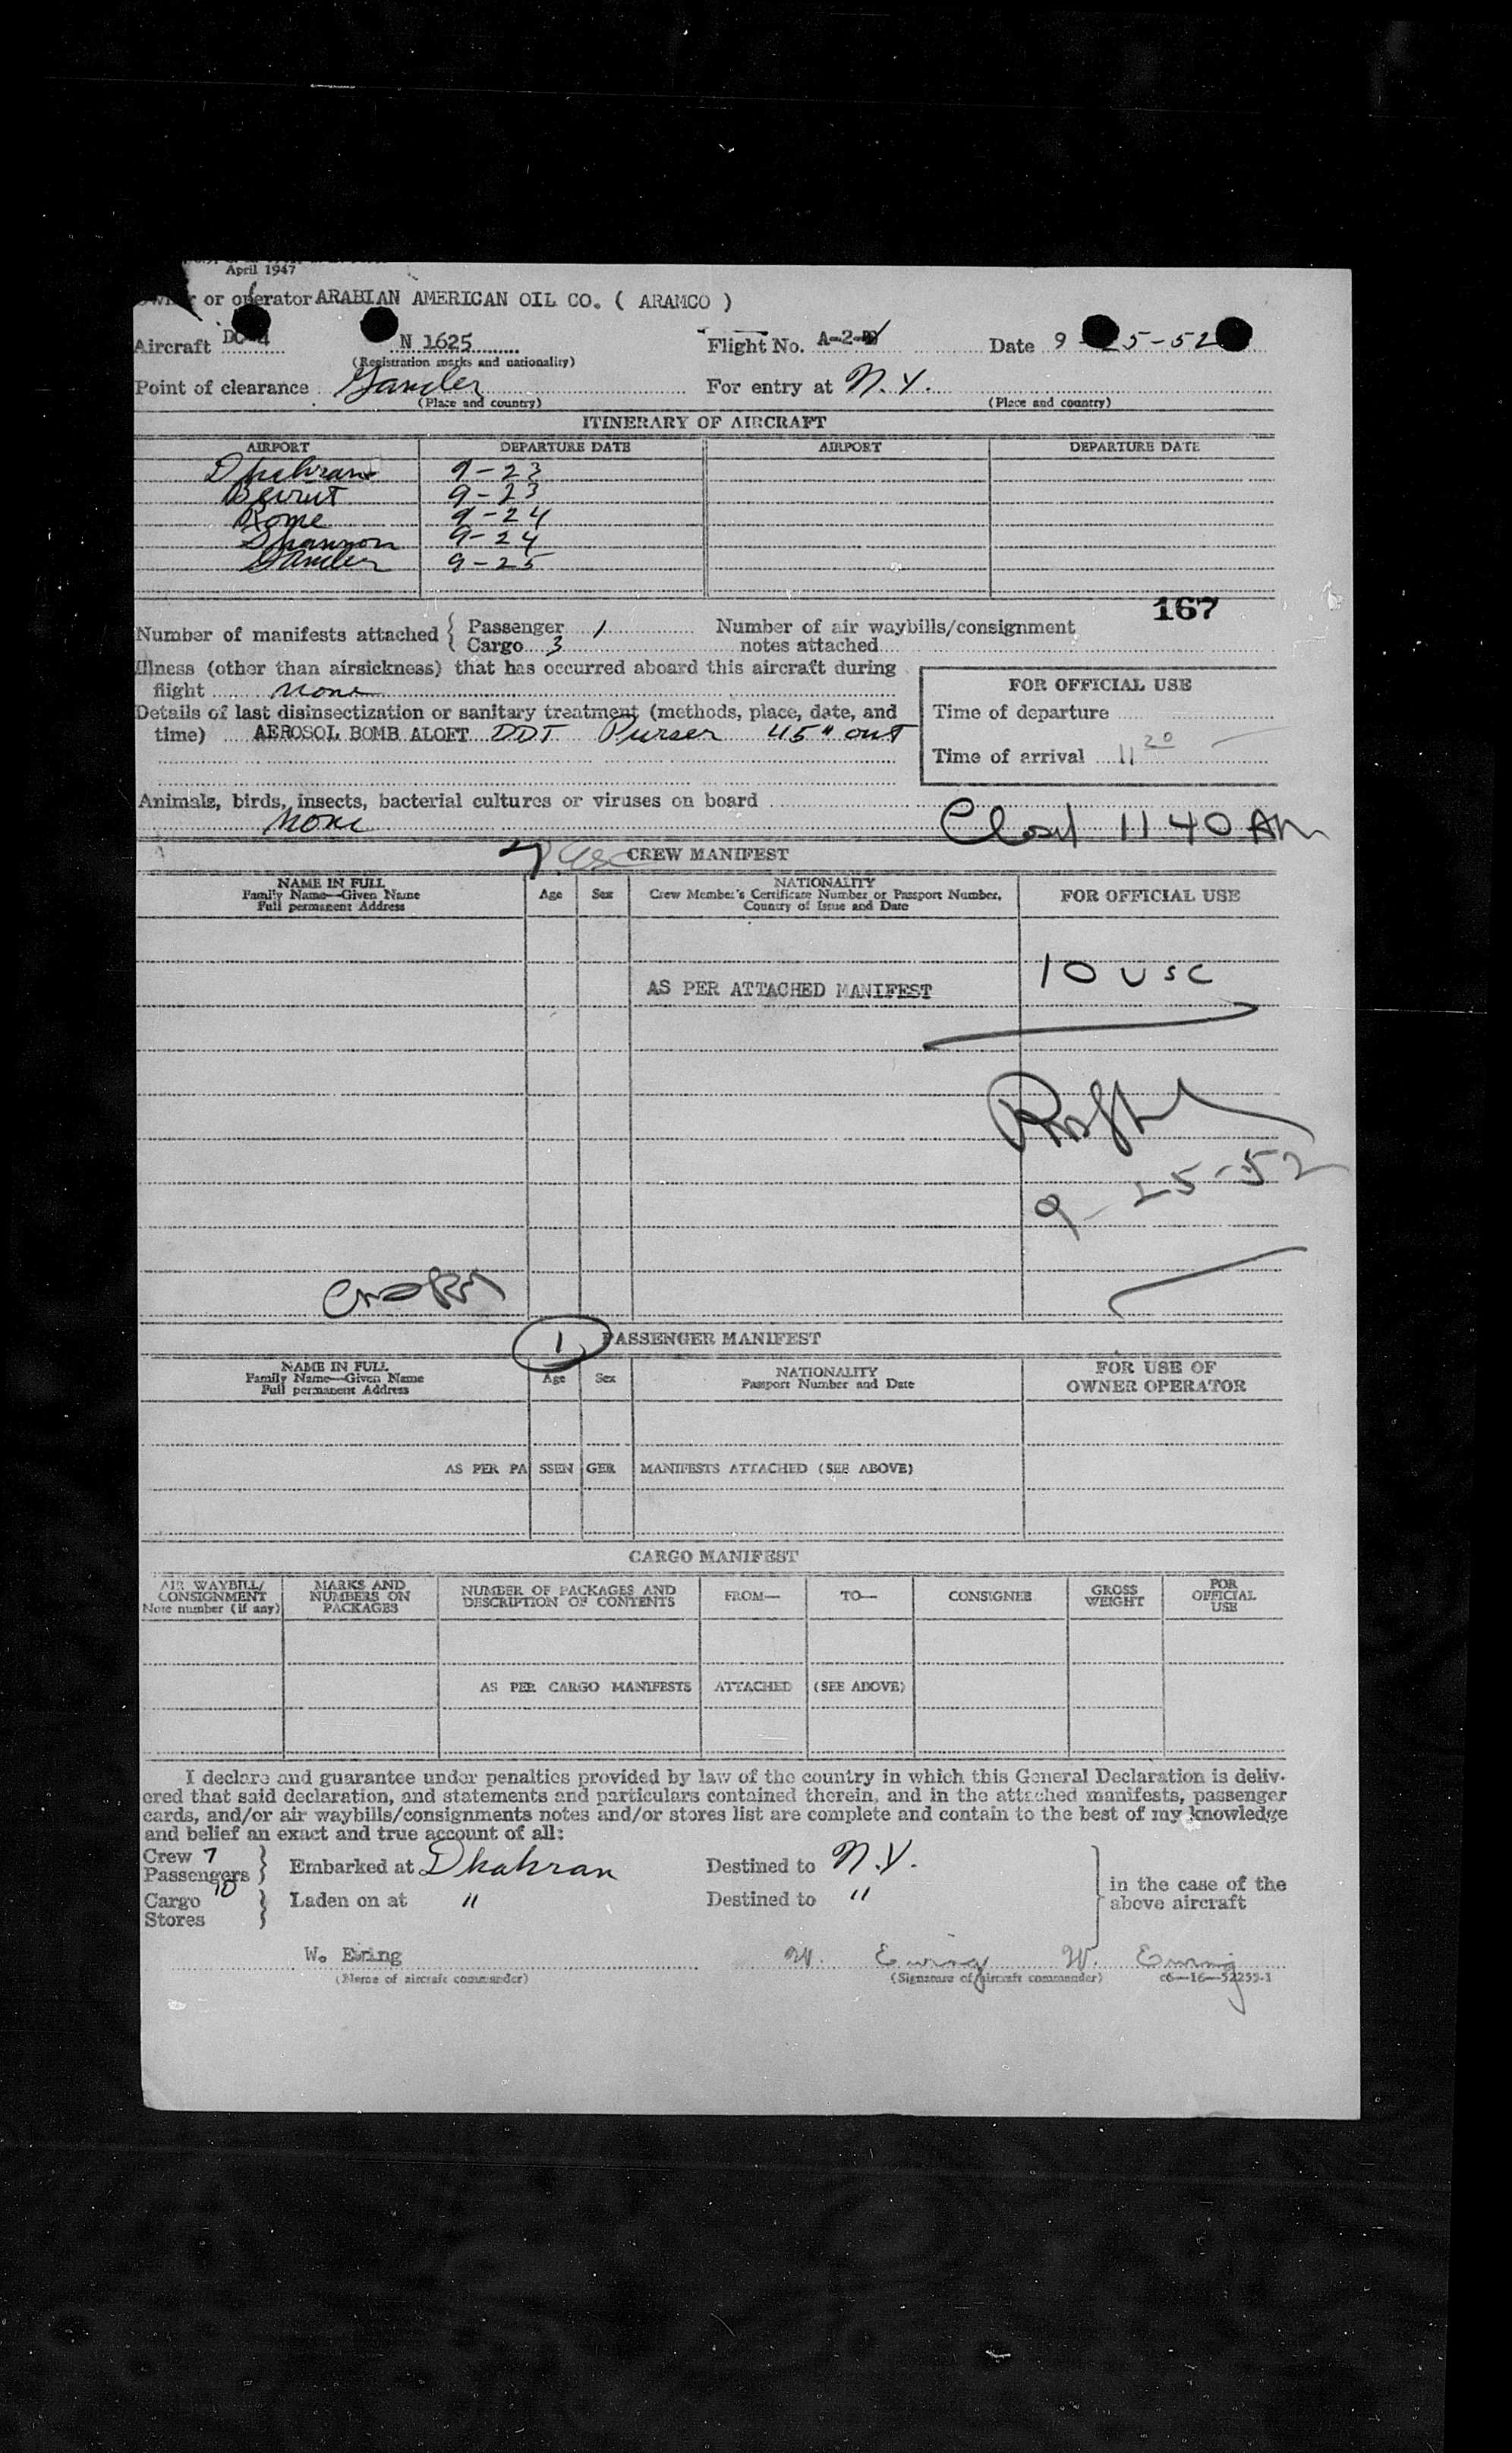 April 1947
or operator ARABIAN AMERICAN OIL CO. ( ARAMCO )
Aircraft DC-4 N 1625 Flight No. A-2- Date 9-25-52
(Registration marks and nationality)
Point of clearance Gander For entry at N.Y.
(Place and country) (Place and country)
ITINERARY OF AIRCRAFT
AIRPORT DEPARTURE DATE AIRPORT DEPARTURE DATE
Dhahran 9-23
Beirut 9-23
Rome 9-24
Shannon 9-24
Gander 9-25
167
Number of manifests attached { Passenger 1 Number of air waybills/consignment
Cargo 3 notes attached
Illness (other than airsickness) that has occurred aboard this aircraft during
flight none
FOR OFFICIAL USE
Details of last disinsectization or sanitary treatment (methods, place, date, and
time) AEROSOL BOMB ALOFT DDT Purser 45" out
Time of departure
Time of arrival 11 20
Animals, birds, insects, bacterial cultures or viruses on board
none
Closed 1140 AM
CREW MANIFEST
NAME IN FULL
Family Name—Given Name
Full permanent Address
Age Sex
NATIONALITY
Crew Member's Certificate Number or Passport Number,
Country of Issue and Date
FOR OFFICIAL USE
10 USC
AS PER ATTACHED MANIFEST
9-25-52
1
PASSENGER MANIFEST
NAME IN FULL
Family Name—Given Name
Full permanent Address
Age Sex
NATIONALITY
Passport Number and Date
FOR USE OF
OWNER OPERATOR
AS PER PASSENGER MANIFESTS ATTACHED (SEE ABOVE)
CARGO MANIFEST
AIR WAYBILL/
CONSIGNMENT
Note number (if any)
MARKS AND
NUMBERS ON
PACKAGES
NUMBER OF PACKAGES AND
DESCRIPTION OF CONTENTS
FROM— TO— CONSIGNEE
GROSS
WEIGHT
FOR
OFFICIAL
USE
AS PER CARGO MANIFESTS ATTACHED (SEE ABOVE)
I declare and guarantee under penalties provided by law of the country in which this General Declaration is deliv-
ered that said declaration, and statements and particulars contained therein, and in the attached manifests, passenger
cards, and/or air waybills/consignments notes and/or stores list are complete and contain to the best of my knowledge
and belief an exact and true account of all:
Crew 7
Passengers 10 } Embarked at Dhahran Destined to N.Y.
Cargo
Stores } Laden on at " Destined to "
in the case of the
above aircraft
W. Ewing W. Ewing W. Ewing
(Name of aircraft commander) (Signature of aircraft commander) c6—16—52255-1